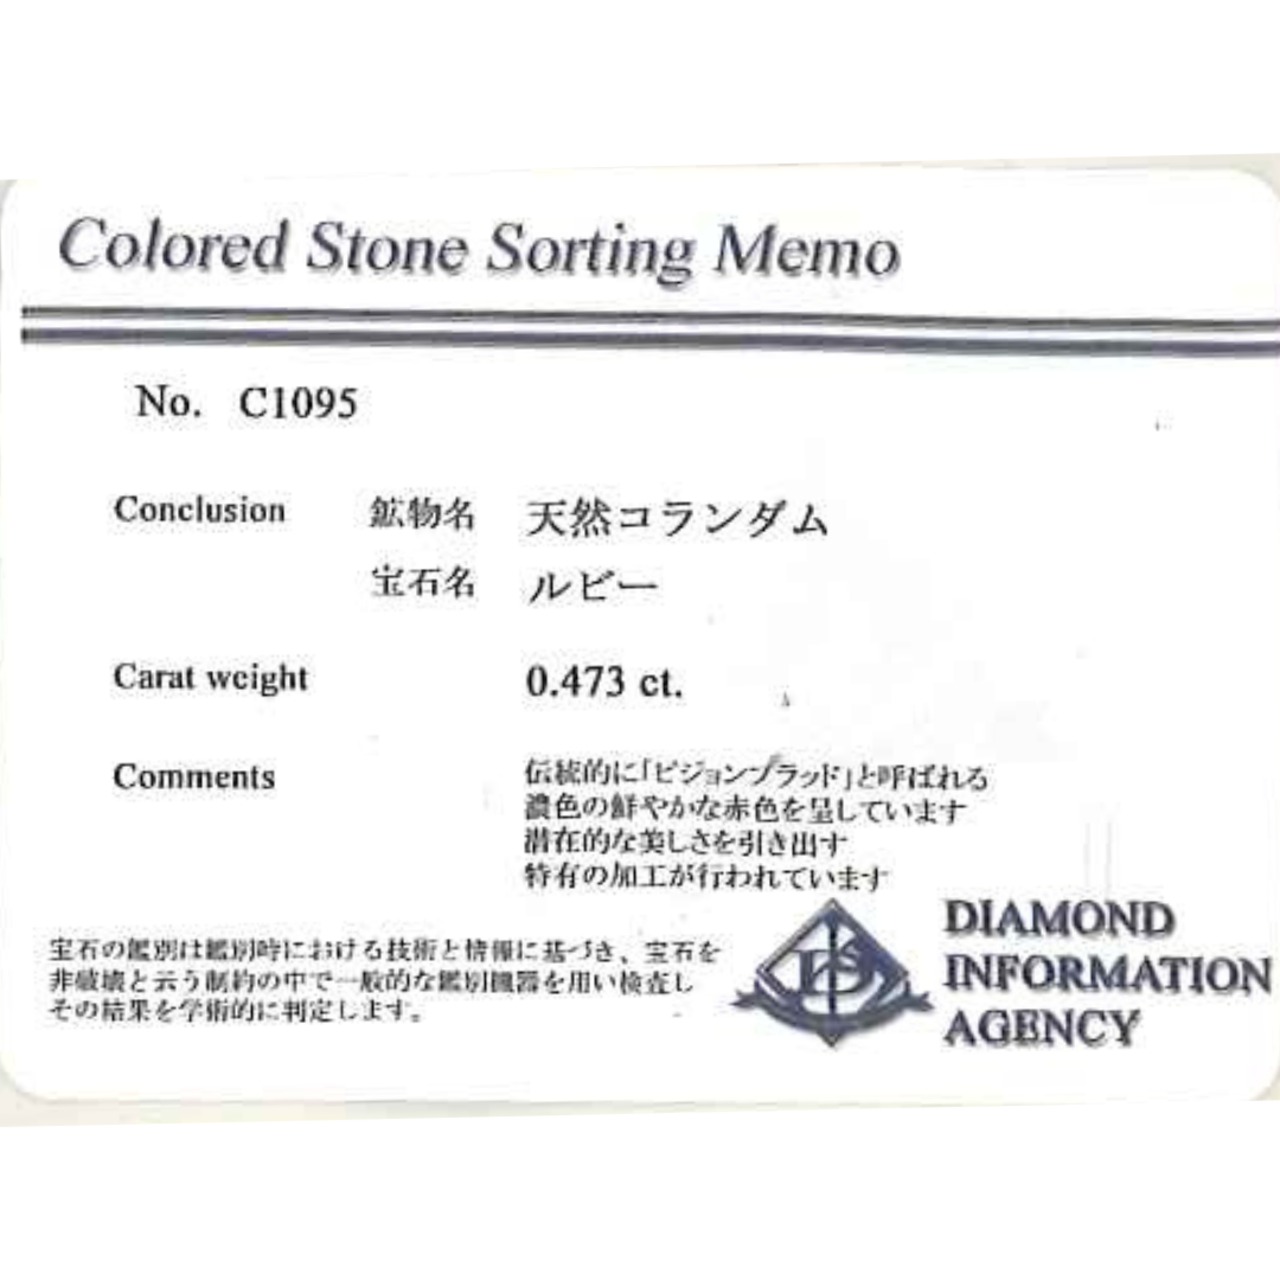 Colored Stone Sorting Memo
No. C1095
Conclusion 鉱物名 天然コランダム
宝石名 ルビー
Carat weight 0.473 ct.
Comments 伝統的に「ピジョンブラッド」と呼ばれる
濃色の鮮やかな赤色を呈しています
潜在的な美しさを引き出す
特有の加工が行われています
宝石の鑑別は鑑別時における技術と情報に基づき、宝石を
非破壊と云う制約の中で一般的な鑑別機器を用い検査し
その結果を学術的に判定します。
DIAMOND
INFORMATION
AGENCY